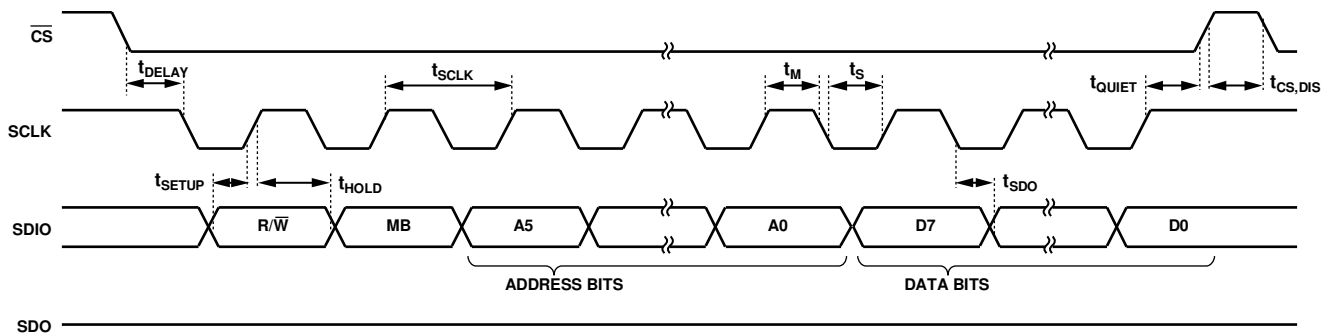 CS
tDELAY
tSCLK
tM
tS
tQUIET
tCS,DIS
SCLK
tSETUP
tHOLD
tSDO
SDIO
R/W
MB
A5
A0
D7
D0
ADDRESS BITS
DATA BITS
SDO